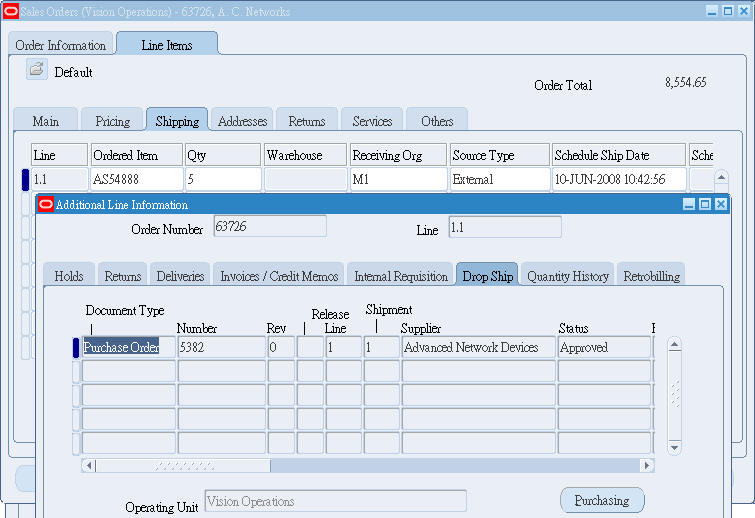 Sales Orders (Vision Operations) - 63726, A. C. Networks
Order Information Line Items
Default
Order Total 8,554.65
Main Pricing Shipping Addresses Returns Services Others
Line Ordered Item Qty Warehouse Receiving Org Source Type Schedule Ship Date Sche
1.1 AS54888 5 M1 External 10-JUN-2008 10:42:56
Additional Line Information
Order Number 63726 Line 1.1
Holds Returns Deliveries Invoices / Credit Memos Internal Requisition Drop Ship Quantity History Retrobilling
Document Type Release Shipment
Number Rev Line Supplier Status
Purchase Order 5382 0 1 1 Advanced Network Devices Approved
Operating Unit Vision Operations Purchasing